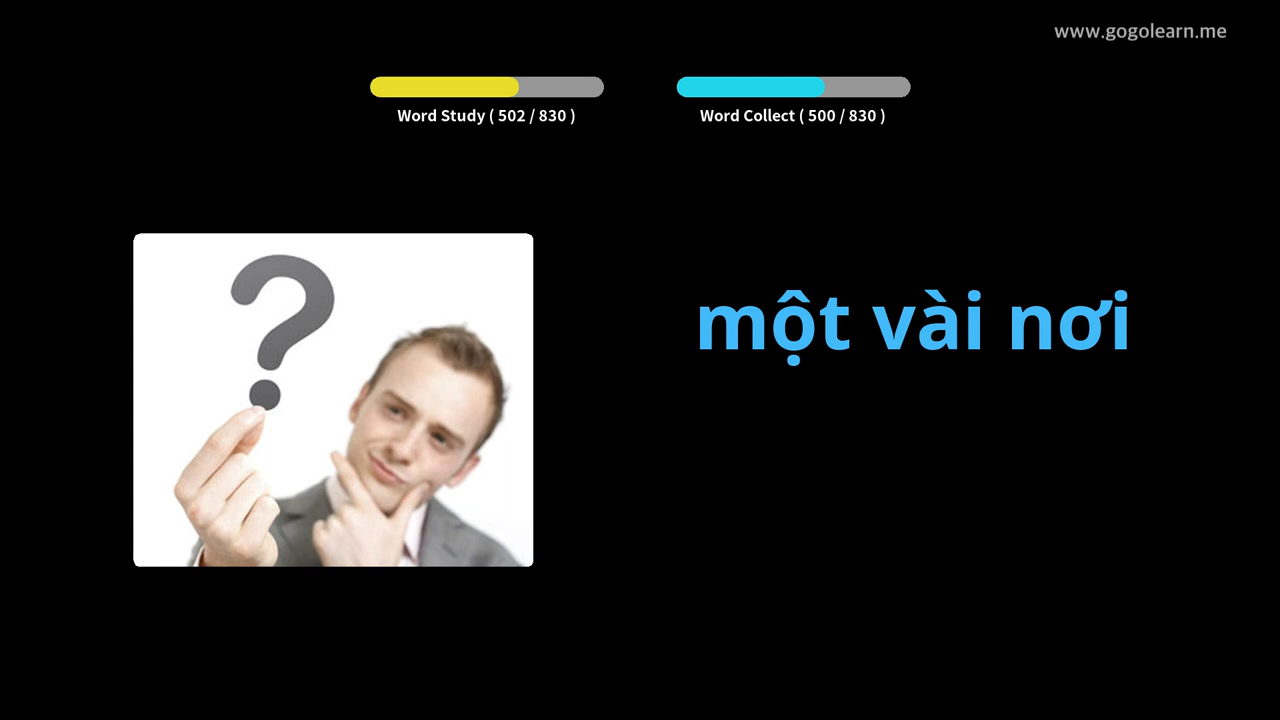 www.gogolearn.me
Word Study ( 502 / 830 )
Word Collect ( 500 / 830 )
?
một vài nơi